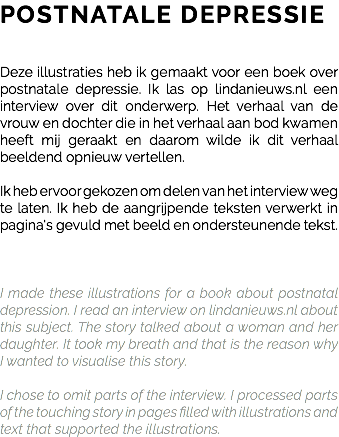 POSTNATALE DEPRESSIE
Deze illustraties heb ik gemaakt voor een boek over
postnatale depressie. Ik las op lindanieuws.nl een
interview over dit onderwerp. Het verhaal van de
vrouw en dochter die in het verhaal aan bod kwamen
heeft mij geraakt en daarom wilde ik dit verhaal
beeldend opnieuw vertellen.
Ik heb ervoor gekozen om delen van het interview weg
te laten. Ik heb de aangrijpende teksten verwerkt in
pagina's gevuld met beeld en ondersteunende tekst.
I made these illustrations for a book about postnatal
depression. I read an interview on lindanieuws.nl about
this subject. The story talked about a woman and her
daughter. It took my breath and that is the reason why
I wanted to visualise this story.
I chose to omit parts of the interview. I processed parts
of the touching story in pages filled with illustrations and
text that supported the illustrations.